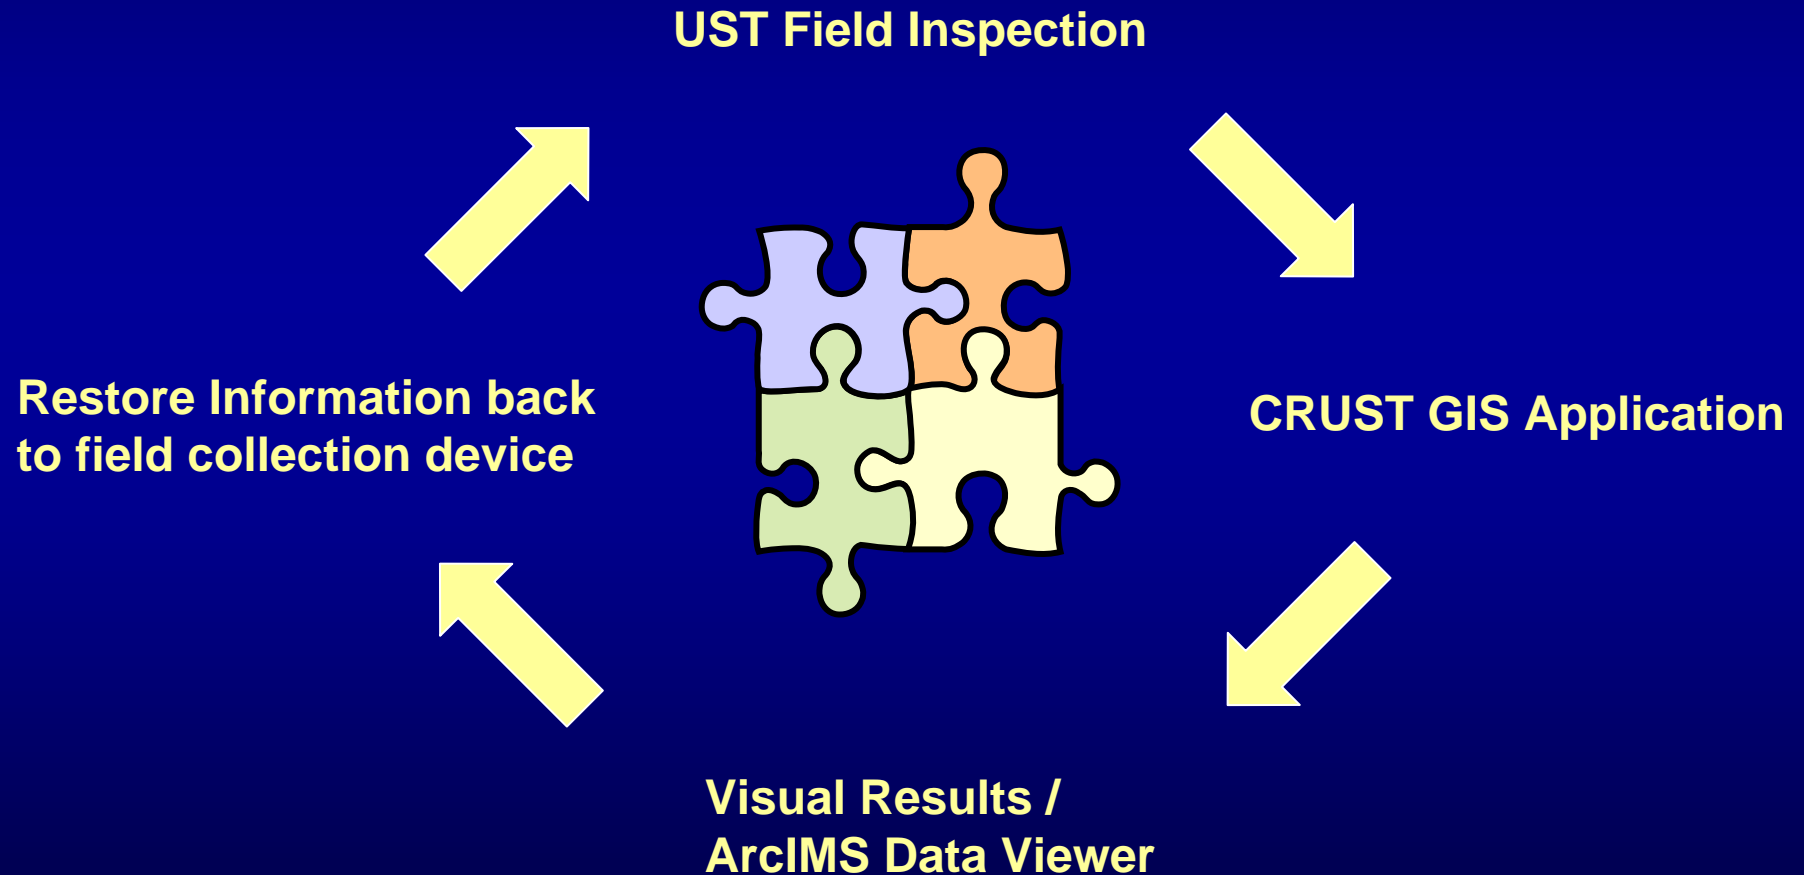 UST Field Inspection
Restore Information back
to field collection device
CRUST GIS Application
Visual Results /
ArcIMS Data Viewer